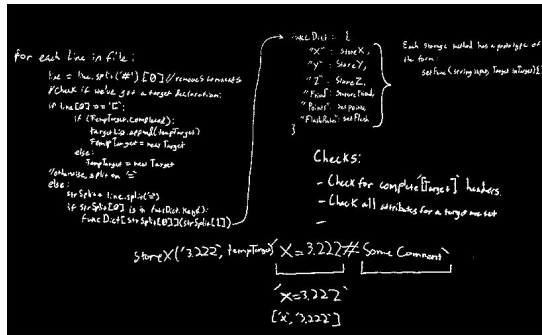 for each line in file:
line = line.split('#')[0] // removes comments
// check if we've got a target declaration:
if line[0] == '[':
if (tempTarget.completed):
targetList.append(tempTarget)
tempTarget = new Target
else:
tempTarget = new Target
// otherwise, split on '='
else:
strSplit = line.split('=')
if strSplit[0] is in funcDict.keys():
funcDict[strSplit[0]](strSplit[1])
funcDict: {
"X": storeX,
"Y": storeY,
"Z": storeZ,
"Friend":
"Points": setPoints,
"FlashRate": setFlash
}
Each storage method has a prototype of
the form:
setFunc(string input, Target inTarget){}
Checks:
- Check for complete '[Target]' headers.
- Check all attributes for a target are set
-
storeX('3.222', tempTarget)
'X=3.222# Some Comment'
'X=3.222'
['x', '3.222']